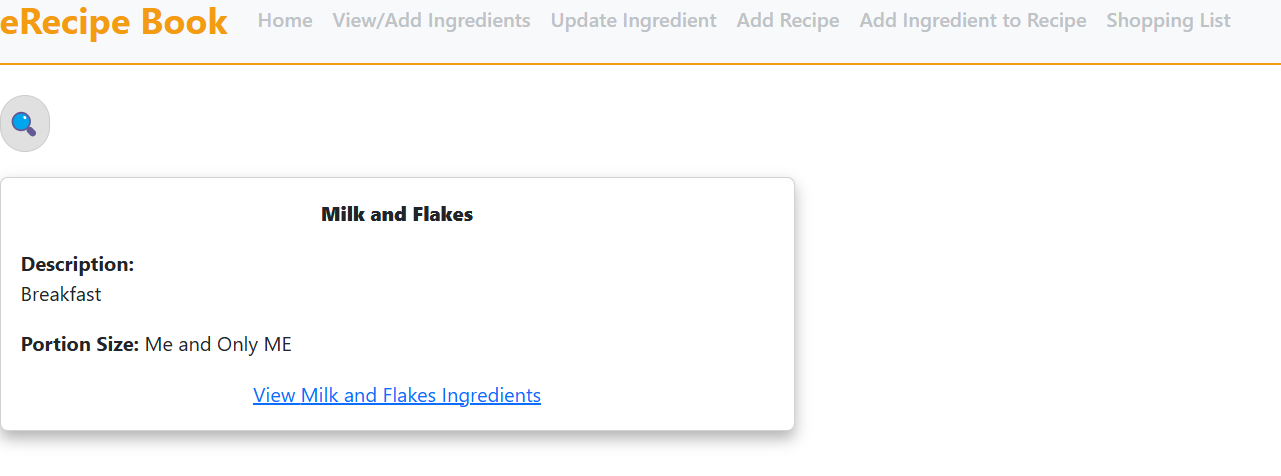 eRecipe Book Home View/Add Ingredients Update Ingredient Add Recipe Add Ingredient to Recipe Shopping List
Milk and Flakes
Description:
Breakfast
Portion Size: Me and Only ME
View Milk and Flakes Ingredients